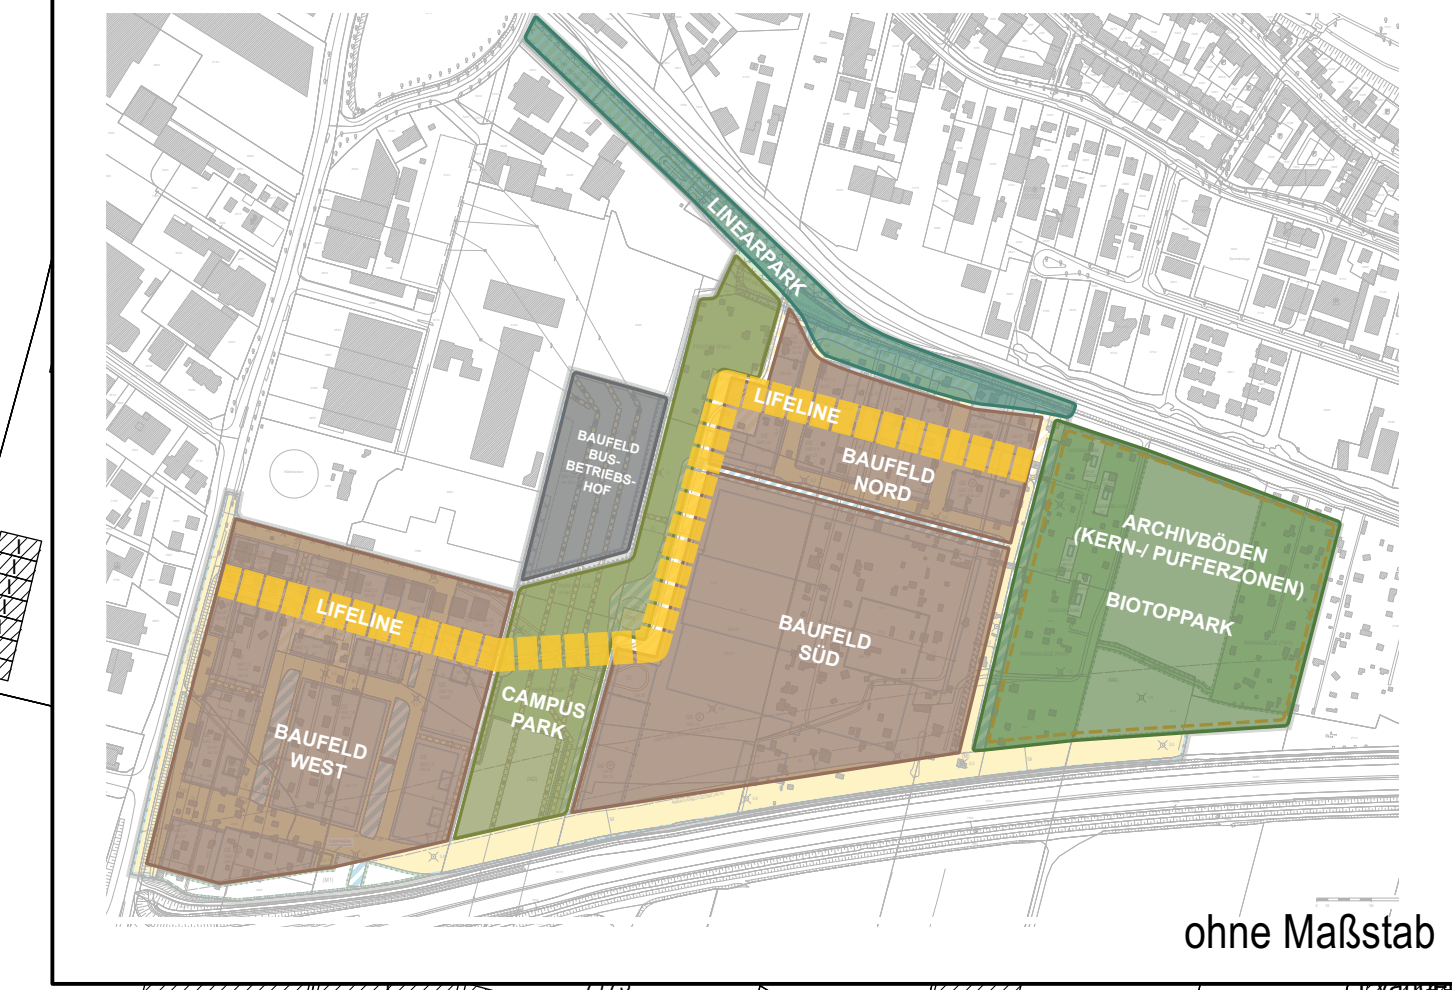 LINEARPARK
LIFELINE
BAUFELD
NORD
BAUFELD
BUS-
BETRIEBS-
HOF
ARCHIVBÖDEN
(KERN-/ PUFFERZONEN)
BIOTOPPARK
LIFELINE
BAUFELD
SÜD
CAMPUS
PARK
BAUFELD
WEST
ohne Maßstab